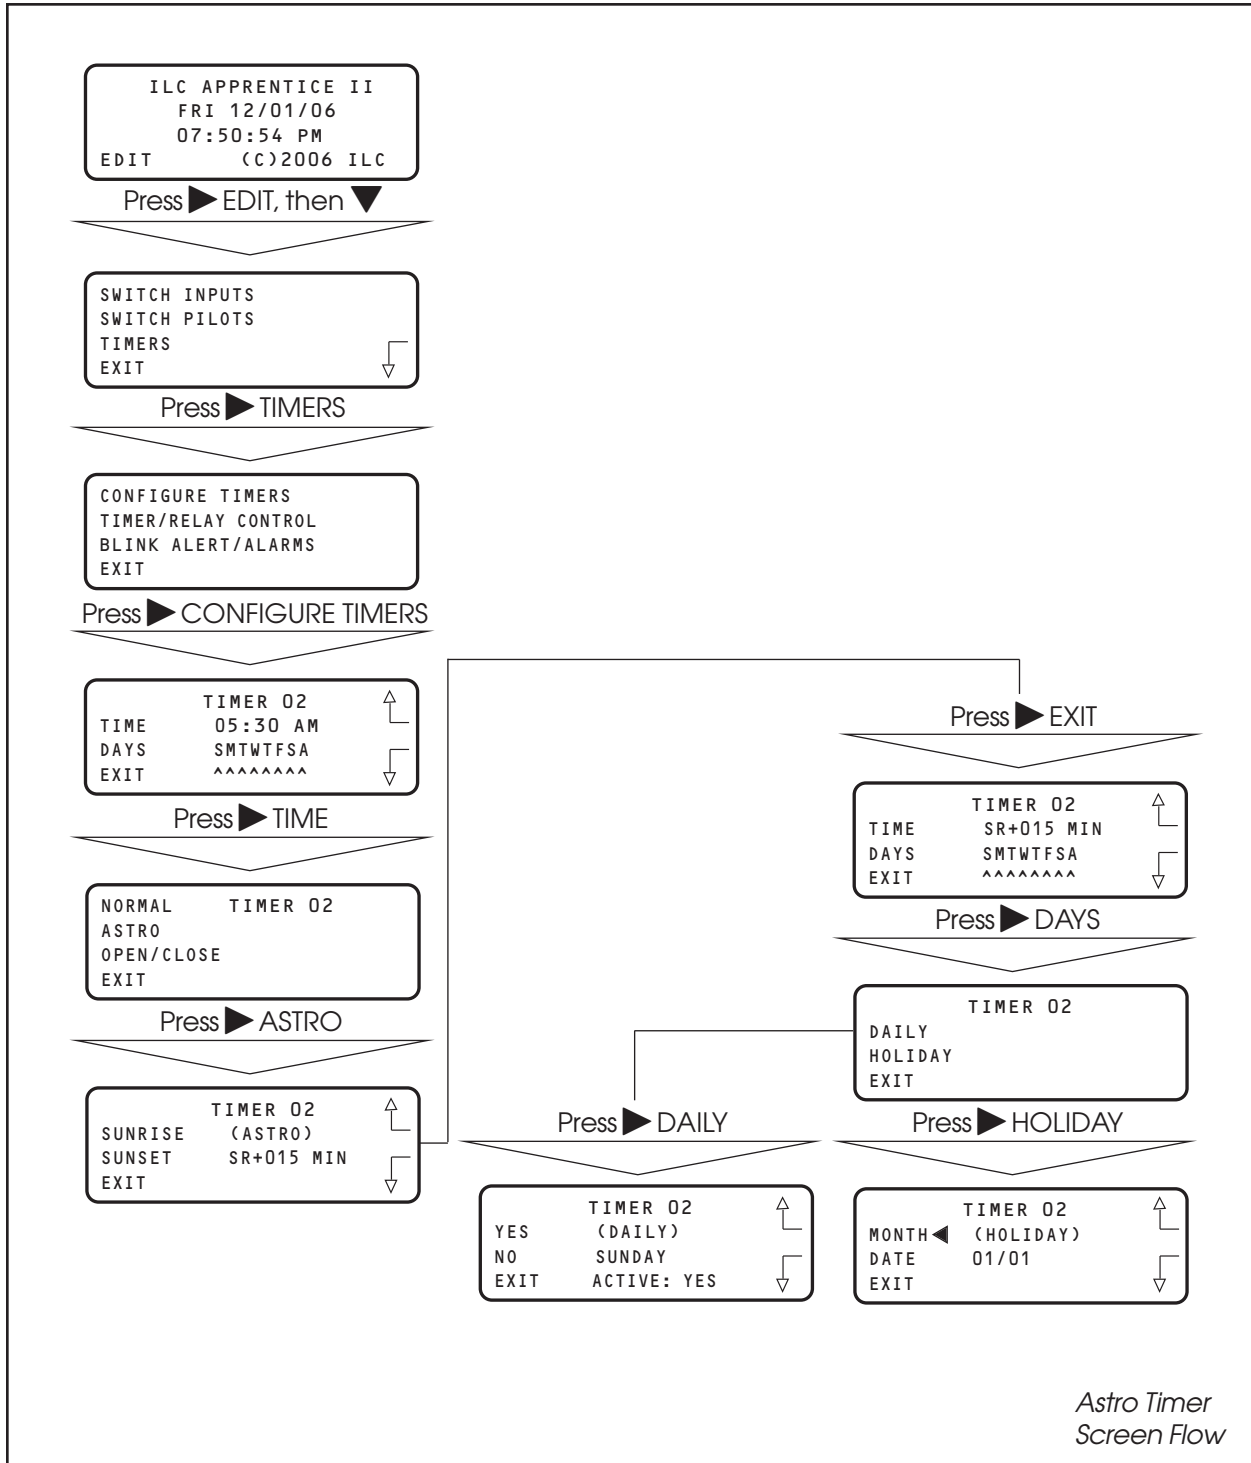 ILC APPRENTICE II
FRI 12/01/06
07:50:54 PM
EDIT (C)2006 ILC
Press ▶ EDIT, then ▼
SWITCH INPUTS
SWITCH PILOTS
TIMERS
EXIT
Press ▶ TIMERS
CONFIGURE TIMERS
TIMER/RELAY CONTROL
BLINK ALERT/ALARMS
EXIT
Press ▶ CONFIGURE TIMERS
TIMER 02
TIME 05:30 AM
DAYS SMTWTFSA
EXIT ^^^^^^^^
Press ▶ TIME
NORMAL TIMER 02
ASTRO
OPEN/CLOSE
EXIT
Press ▶ ASTRO
TIMER 02
SUNRISE (ASTRO)
SUNSET SR+015 MIN
EXIT
Press ▶ EXIT
TIMER 02
TIME SR+015 MIN
DAYS SMTWTFSA
EXIT ^^^^^^^^
Press ▶ DAYS
TIMER 02
DAILY
HOLIDAY
EXIT
Press ▶ DAILY
TIMER 02
YES (DAILY)
NO SUNDAY
EXIT ACTIVE: YES
Press ▶ HOLIDAY
TIMER 02
MONTH ◀ (HOLIDAY)
DATE 01/01
EXIT
Astro Timer
Screen Flow